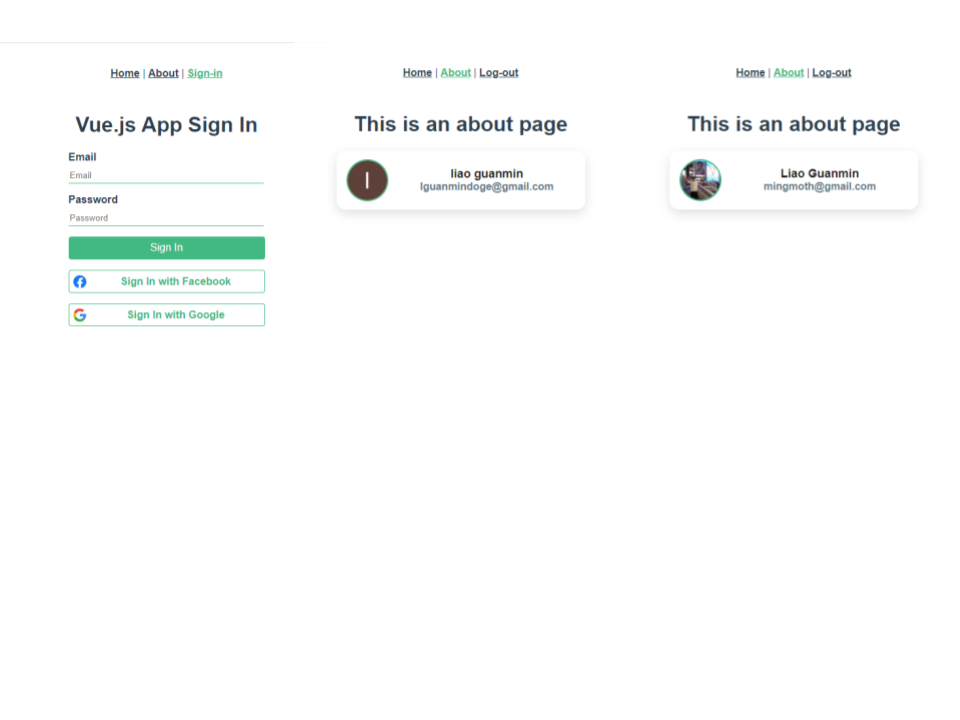 Home | About | Sign-in
Vue.js App Sign In
Email
Email
Password
Password
Sign In
Sign In with Facebook
Sign In with Google
Home | About | Log-out
This is an about page
l
liao guanmin
lguanmindoge@gmail.com
Home | About | Log-out
This is an about page
Liao Guanmin
mingmoth@gmail.com